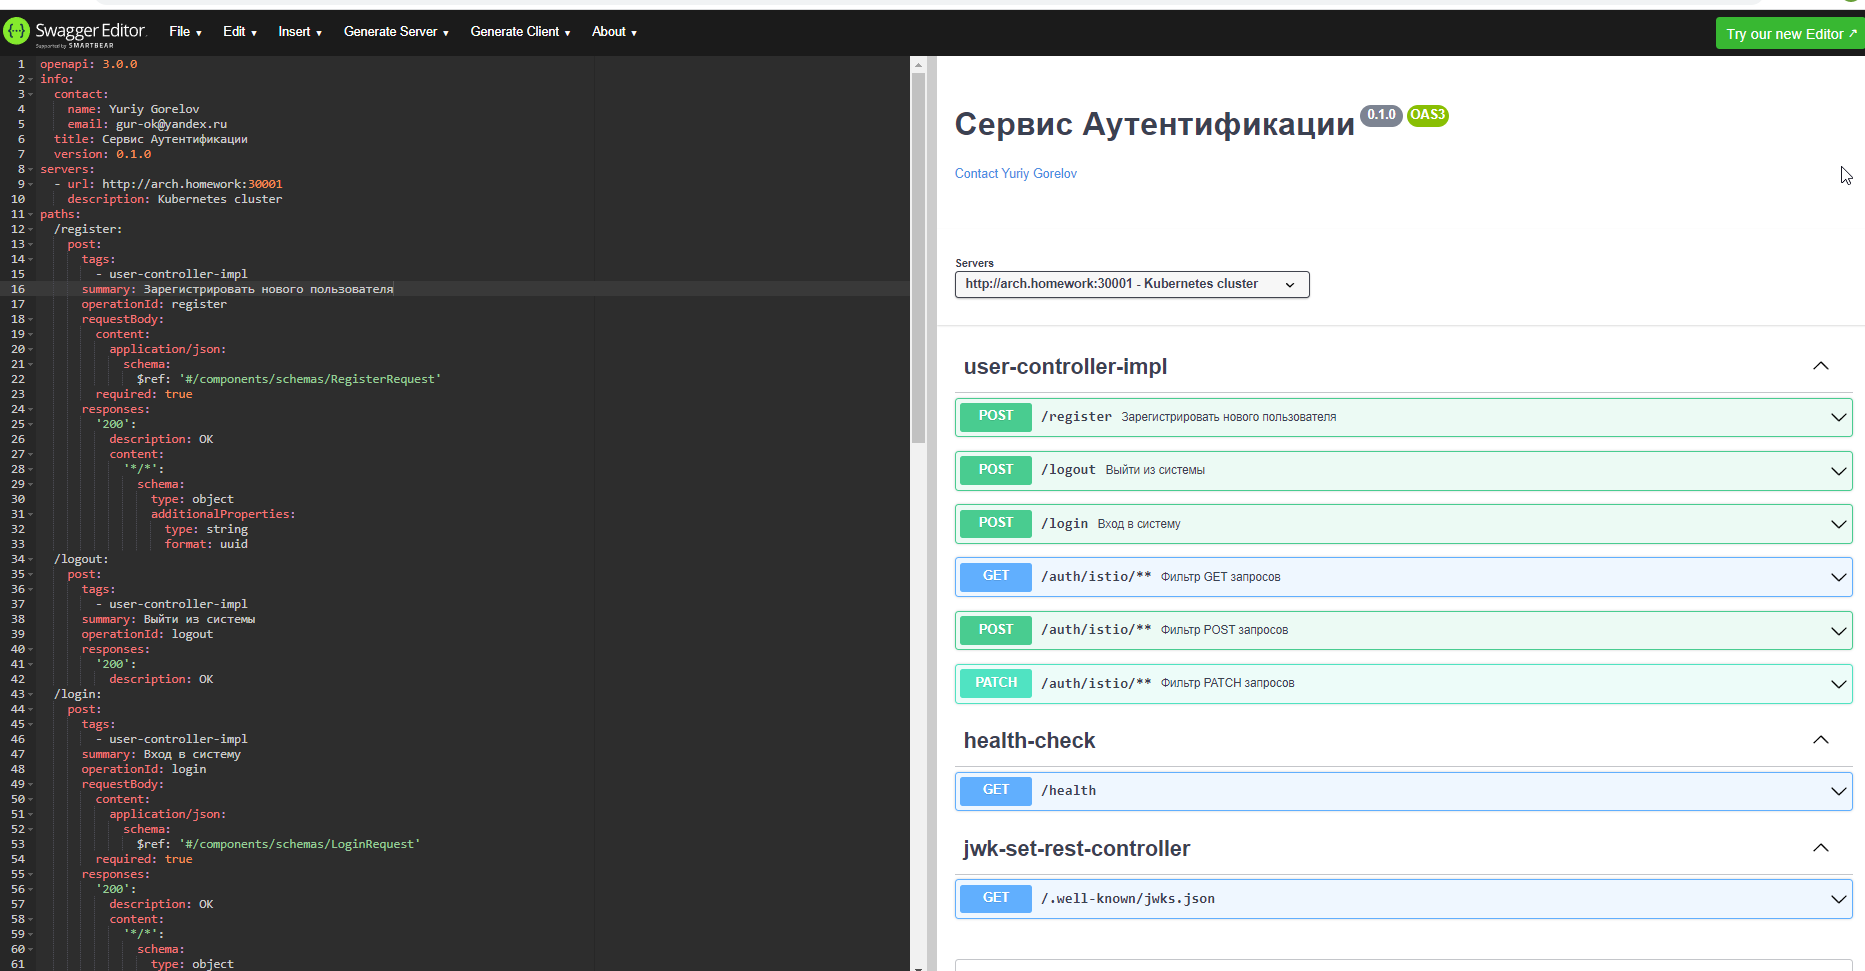 Swagger Editor
Supported by SMARTBEAR
File
Edit
Insert
Generate Server
Generate Client
About
Try our new Editor
1 openapi: 3.0.0
2 info:
3 contact:
4 name: Yuriy Gorelov
5 email: gur-ok@yandex.ru
6 title: Сервис Аутентификации
7 version: 0.1.0
8 servers:
9 - url: http://arch.homework:30001
10 description: Kubernetes cluster
11 paths:
12 /register:
13 post:
14 tags:
15 - user-controller-impl
16 summary: Зарегистрировать нового пользователя
17 operationId: register
18 requestBody:
19 content:
20 application/json:
21 schema:
22 $ref: '#/components/schemas/RegisterRequest'
23 required: true
24 responses:
25 '200':
26 description: OK
27 content:
28 '*/*':
29 schema:
30 type: object
31 additionalProperties:
32 type: string
33 format: uuid
34 /logout:
35 post:
36 tags:
37 - user-controller-impl
38 summary: Выйти из системы
39 operationId: logout
40 responses:
41 '200':
42 description: OK
43 /login:
44 post:
45 tags:
46 - user-controller-impl
47 summary: Вход в систему
48 operationId: login
49 requestBody:
50 content:
51 application/json:
52 schema:
53 $ref: '#/components/schemas/LoginRequest'
54 required: true
55 responses:
56 '200':
57 description: OK
58 content:
59 '*/*':
60 schema:
61 type: object
Сервис Аутентификации 0.1.0 OAS3
Contact Yuriy Gorelov
Servers
http://arch.homework:30001 - Kubernetes cluster
user-controller-impl
POST /register Зарегистрировать нового пользователя
POST /logout Выйти из системы
POST /login Вход в систему
GET /auth/istio/** Фильтр GET запросов
POST /auth/istio/** Фильтр POST запросов
PATCH /auth/istio/** Фильтр PATCH запросов
health-check
GET /health
jwk-set-rest-controller
GET /.well-known/jwks.json